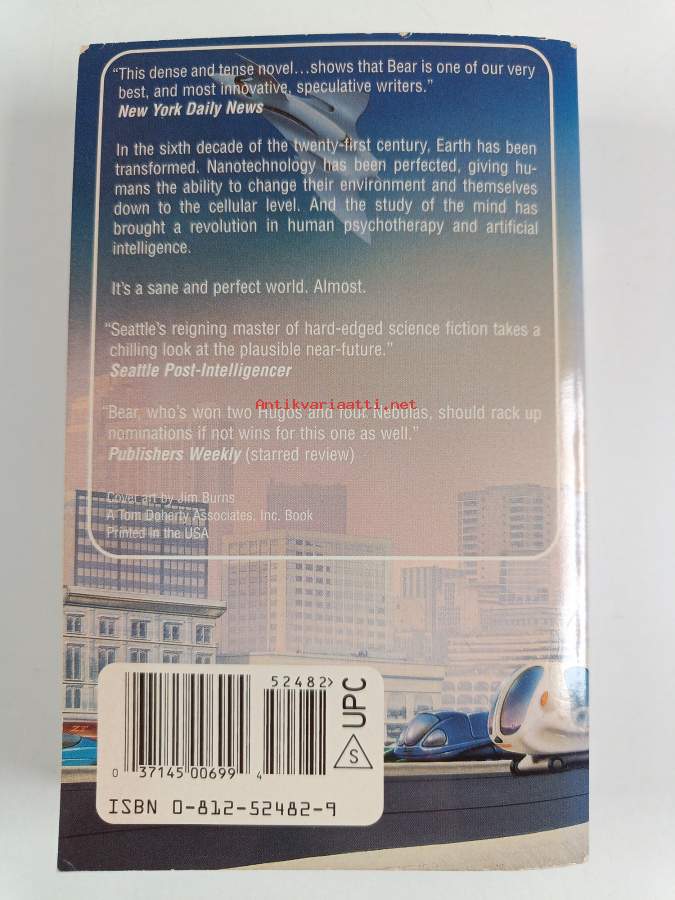 “This dense and tense novel...shows that Bear is one of our very
best, and most innovative, speculative writers.”
New York Daily News
In the sixth decade of the twenty-first century, Earth has been
transformed. Nanotechnology has been perfected, giving hu-
mans the ability to change their environment and themselves
down to the cellular level. And the study of the mind has
brought a revolution in human psychotherapy and artificial
intelligence.
It’s a sane and perfect world. Almost.
“Seattle’s reigning master of hard-edged science fiction takes a
chilling look at the plausible near-future.”
Seattle Post-Intelligencer
Antikvariaatti.net
“Bear, who’s won two Hugos and four Nebulas, should rack up
nominations if not wins for this one as well.”
Publishers Weekly (starred review)
Cover art by Jim Burns
A Tom Doherty Associates, Inc. Book
Printed in the USA
52482>
UPC
S
0 37145 00699 4
ISBN 0-812-52482-9